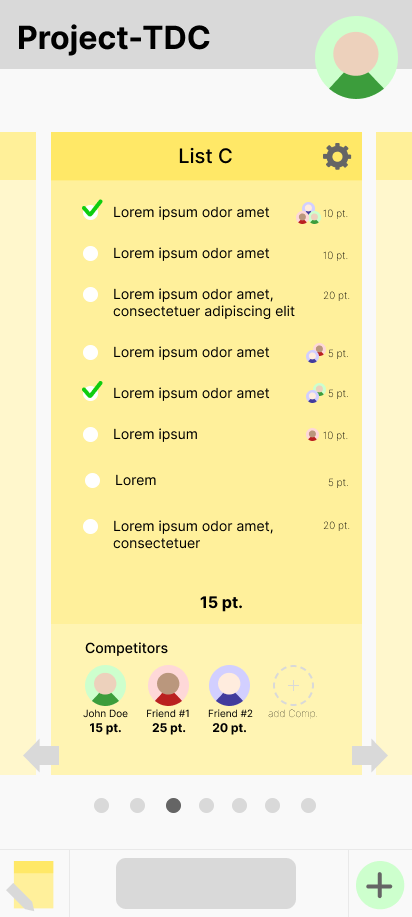 Project-TDC
List C
Lorem ipsum odor amet 10 pt.
Lorem ipsum odor amet 10 pt.
Lorem ipsum odor amet, 20 pt.
consectetuer adipiscing elit
Lorem ipsum odor amet 5 pt.
Lorem ipsum odor amet 5 pt.
Lorem ipsum 10 pt.
Lorem 5 pt.
Lorem ipsum odor amet, 20 pt.
consectetuer
15 pt.
Competitors
John Doe Friend #1 Friend #2 add Comp.
15 pt. 25 pt. 20 pt.